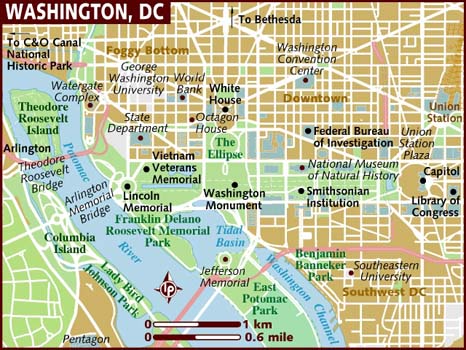 WASHINGTON, DC
To Bethesda
To C&O Canal
National
Historic Park
Foggy Bottom
Washington
Convention
Center
George
Washington
University
World
Bank
Watergate
Complex
White
House
Downtown
Theodore
Roosevelt
Island
State
Department
Octagon
House
Federal Bureau
of Investigation
Union
Station
Union
Station
Plaza
The
Ellipse
Arlington
Theodore
Roosevelt
Bridge
Potomac
River
Vietnam
Veterans
Memorial
National Museum
of Natural History
Capitol
Arlington
Memorial
Bridge
Lincoln
Memorial
Washington
Monument
Smithsonian
Institution
Library of
Congress
Franklin Delano
Roosevelt Memorial
Park
Tidal
Basin
Columbia
Island
Lady Bird
Johnson Park
Jefferson
Memorial
Washington Channel
Benjamin
Banneker
Park
Southeastern
University
East
Potomac
Park
Southwest DC
Pentagon
1 km
0.6 mile